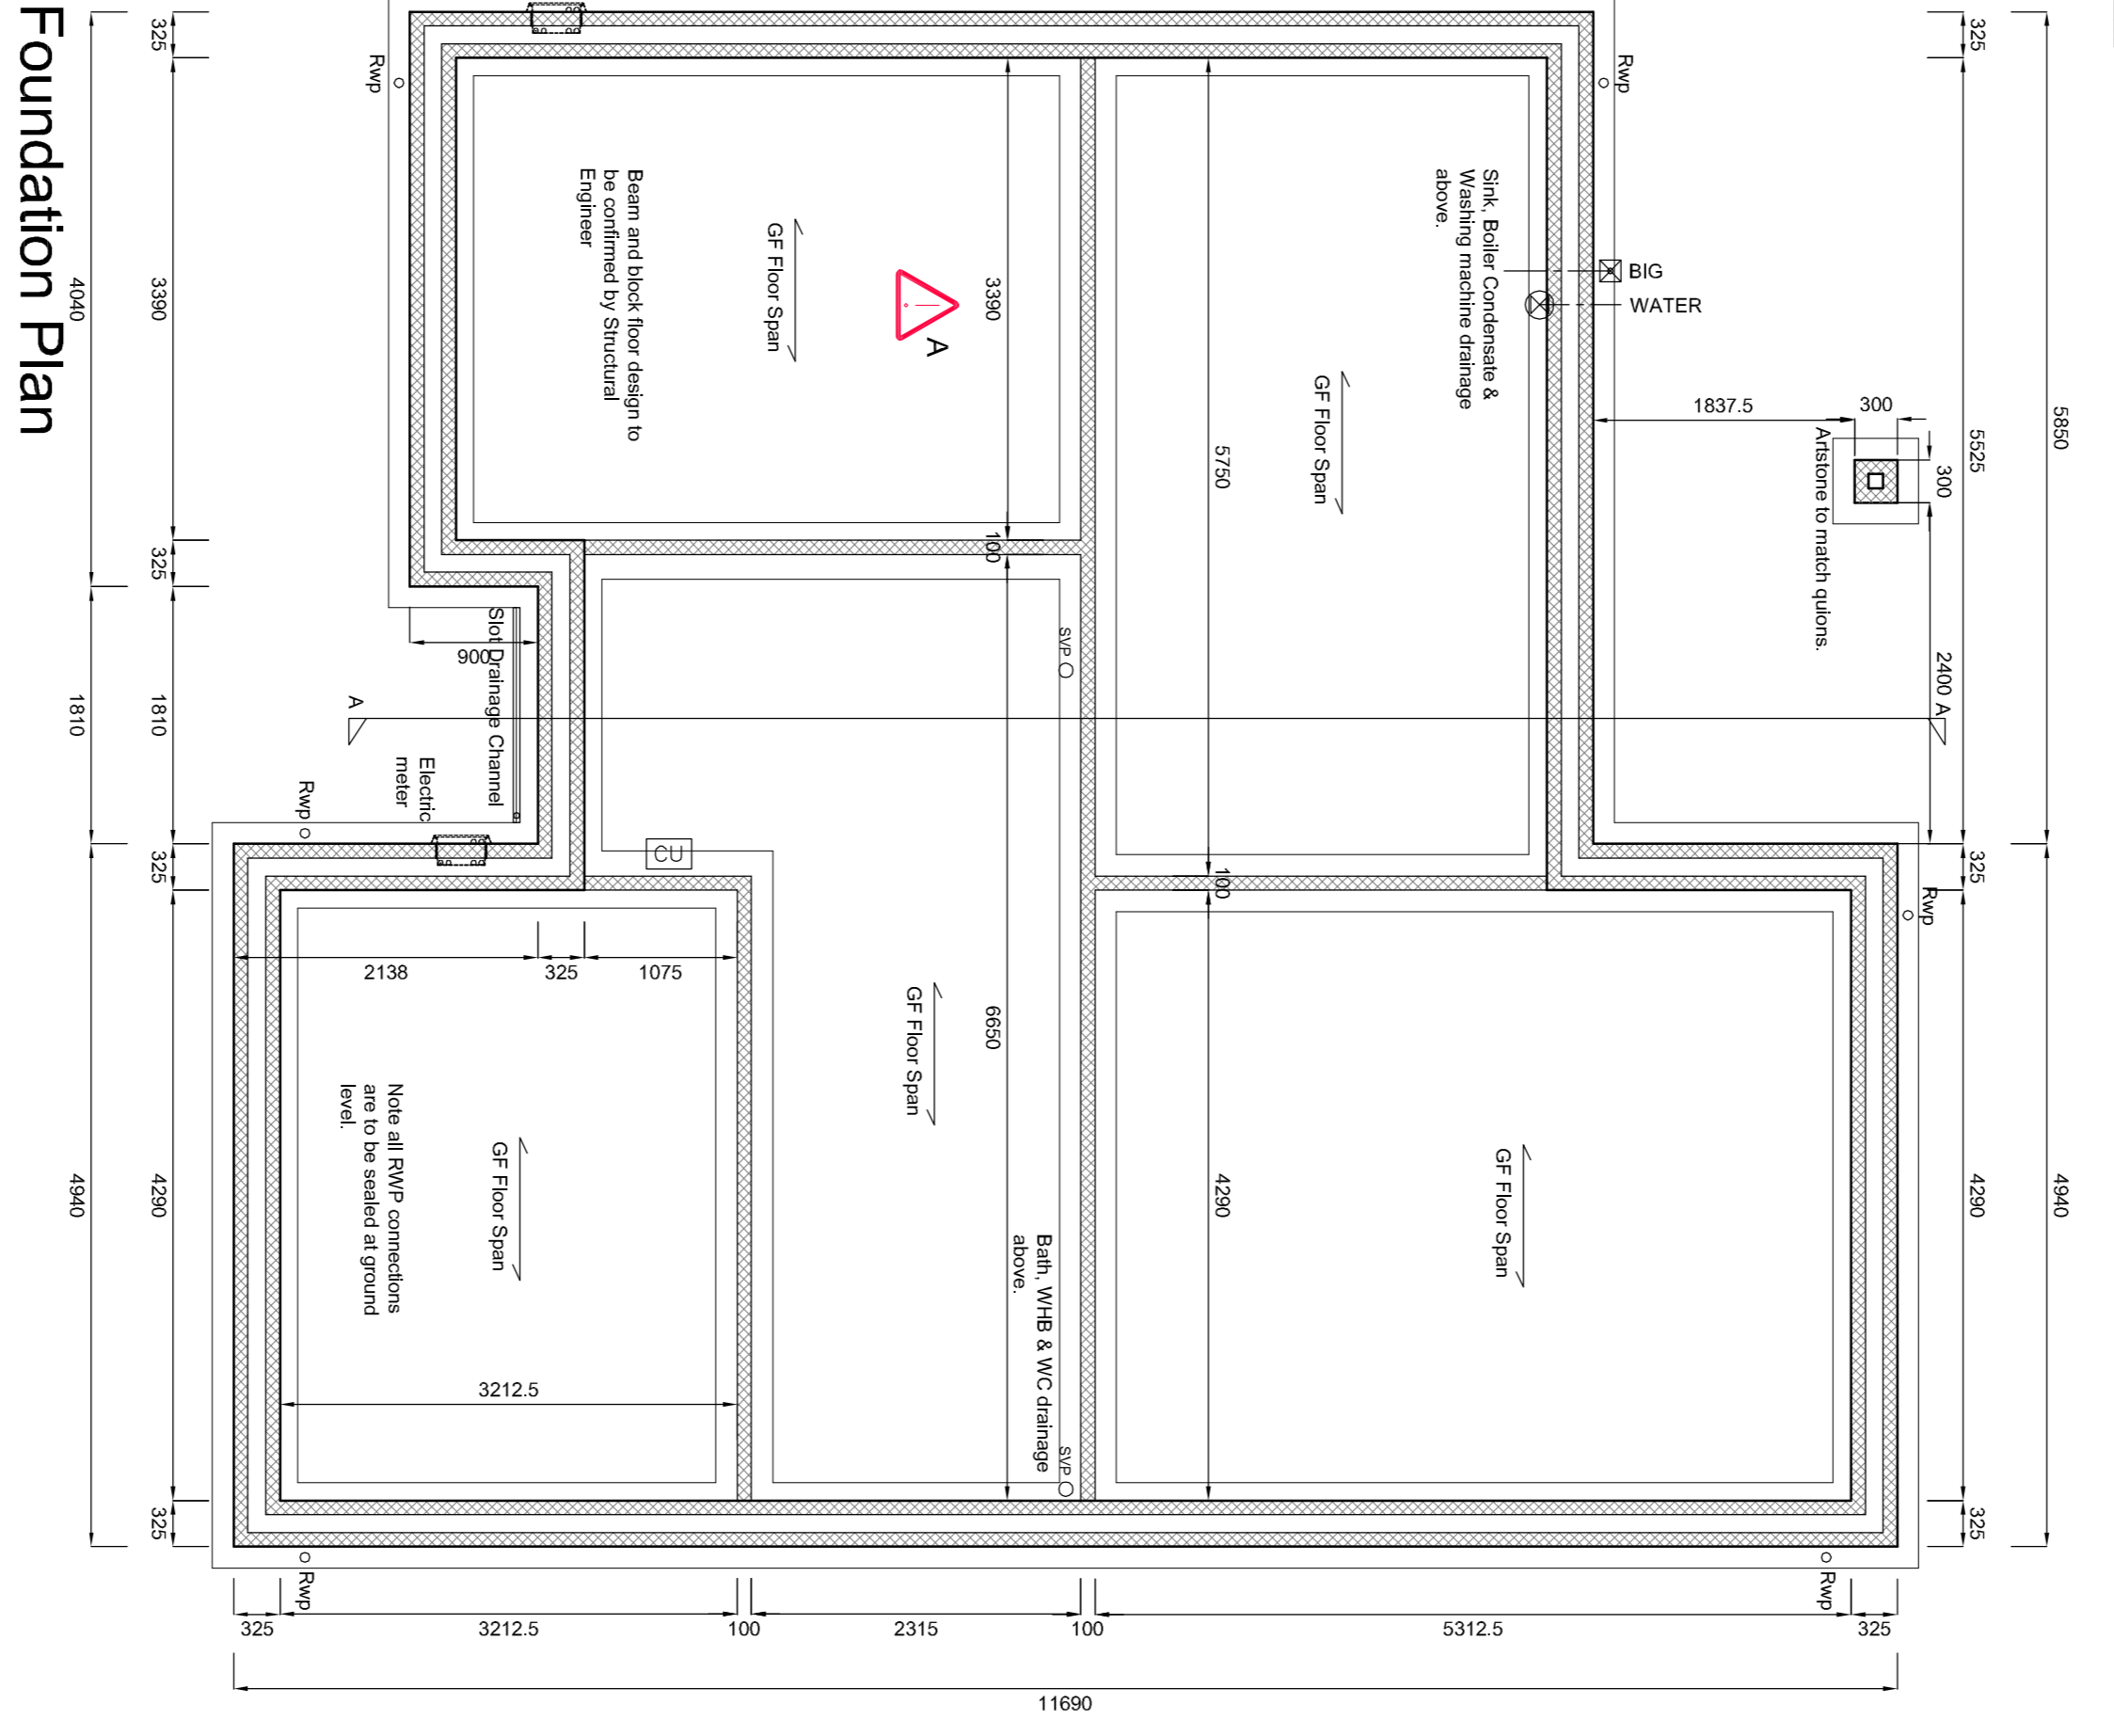 Foundation Plan
325
3390
325
1810
325
4290
325
4040
1810
4940
Rwp
Rwp
BIG
WATER
Sink, Boiler Condensate &
Washing machine drainage
above.
Beam and block floor design to
be confirmed by Structural
Engineer
GF Floor Span
A
3390
GF Floor Span
5750
1837.5
300
300
Artstone to match quions.
2400
A
325
5525
325
4290
325
5850
4940
100
SVP
900
Slot Drainage Channel
A
Electric
meter
Rwp
CU
100
Rwp
2138
325
1075
GF Floor Span
6650
GF Floor Span
4290
Note all RWP connections
are to be sealed at ground
level.
GF Floor Span
Bath, WHB & WC drainage
above.
3212.5
SVP
Rwp
Rwp
325
3212.5
100
2315
100
5312.5
325
11690